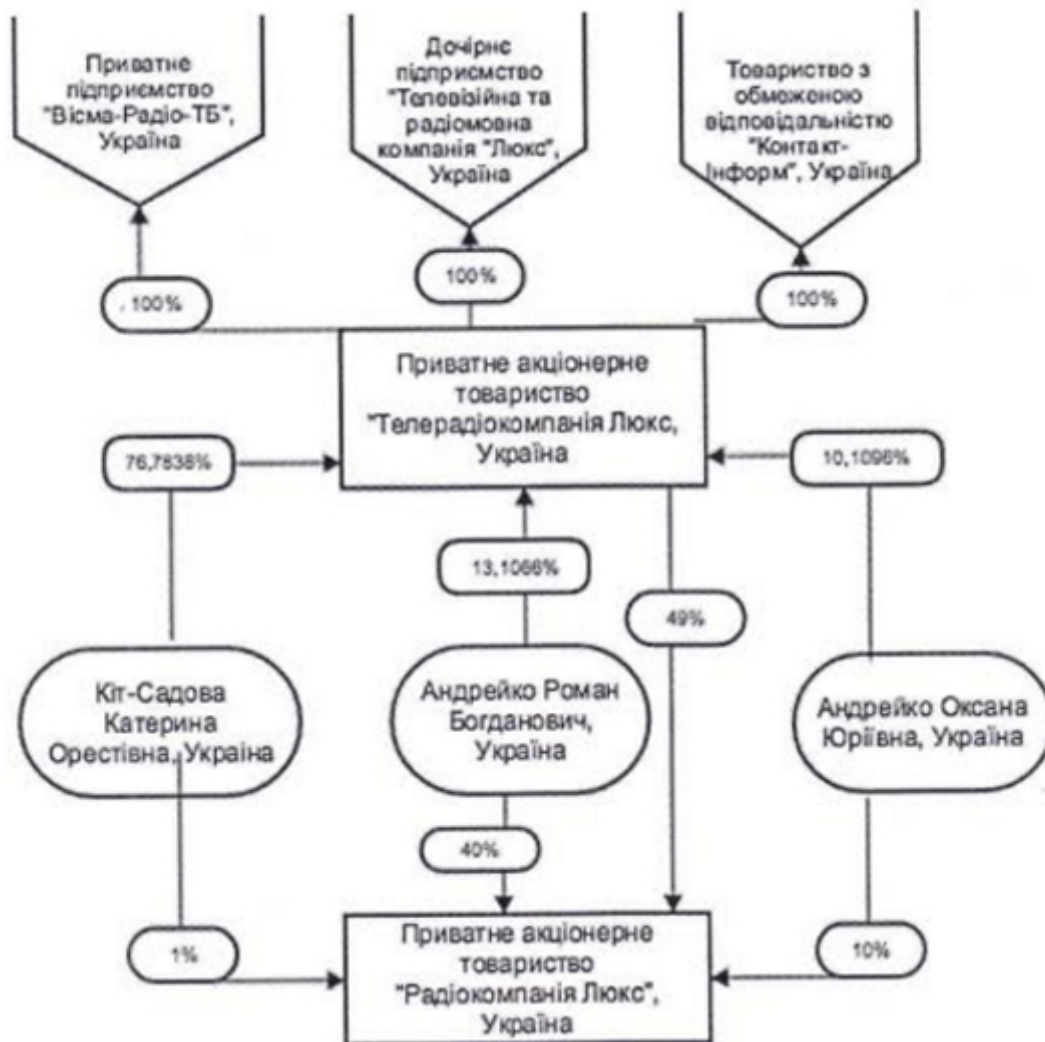 Приватне
підприємство
"Вісма-Радіо-ТБ",
Україна
Дочірнє
підприємство
"Телевізійна та
радіомовна
компанія "Люкс",
Україна
Товариство з
обмеженою
відповідальністю
"Контакт-
Інформ", Україна
100%
100%
100%
Приватне акціонерне
товариство
"Телерадіокомпанія Люкс,
Україна
76,7838%
10,1096%
13,1066%
49%
Кіт-Садова
Катерина
Орестівна, Україна
Андрейко Роман
Богданович,
Україна
Андрейко Оксана
Юріївна, Україна
40%
1%
10%
Приватне акціонерне
товариство
"Радіокомпанія Люкс",
Україна